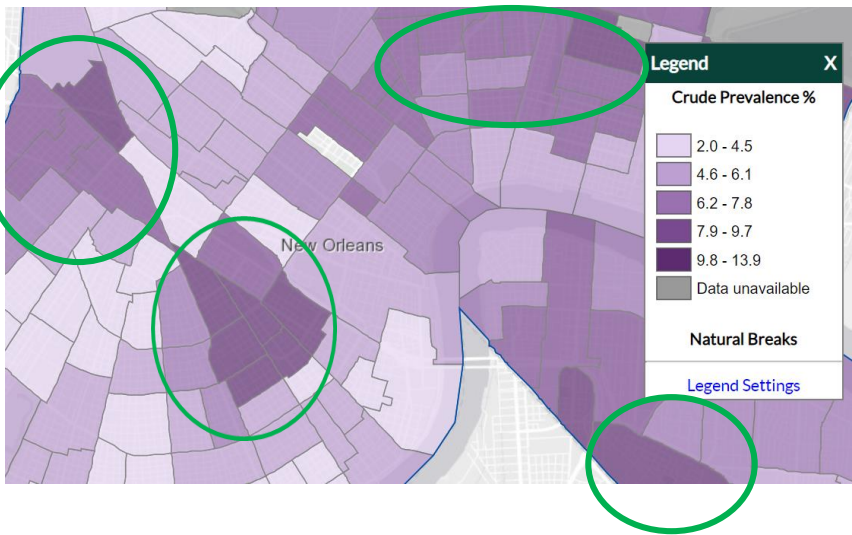 Legend X
Crude Prevalence %
2.0 - 4.5
4.6 - 6.1
6.2 - 7.8
7.9 - 9.7
9.8 - 13.9
Data unavailable
Natural Breaks
Legend Settings
New Orleans